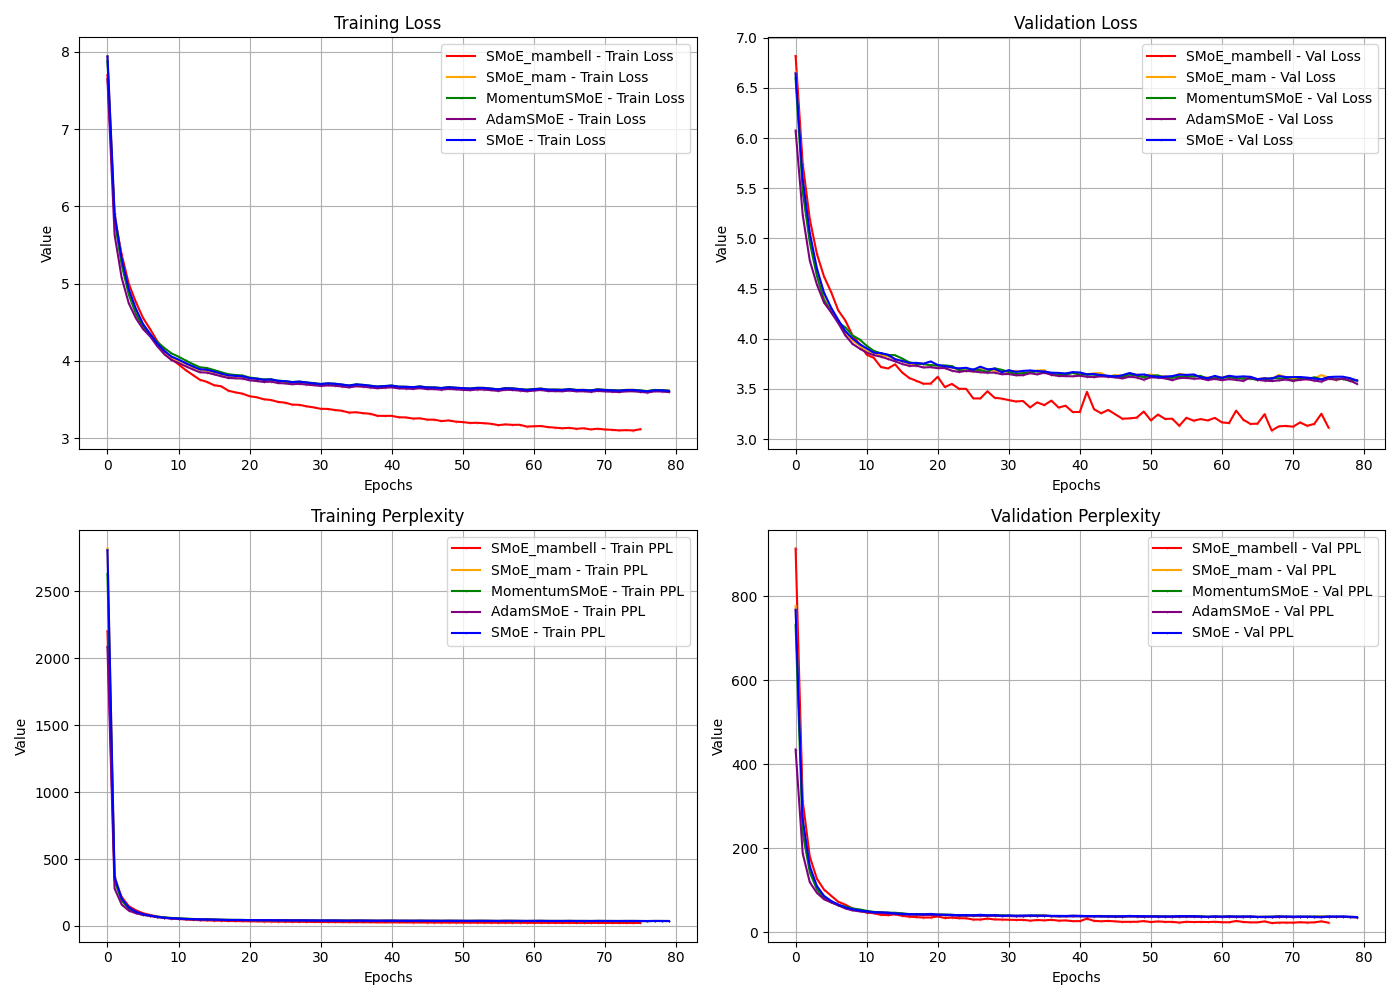 Training Loss
Value
8
7
6
5
4
3
SMoE_mambell - Train Loss
SMoE_mam - Train Loss
MomentumSMoE - Train Loss
AdamSMoE - Train Loss
SMoE - Train Loss
0 10 20 30 40 50 60 70 80
Epochs
Validation Loss
Value
7.0
6.5
6.0
5.5
5.0
4.5
4.0
3.5
3.0
SMoE_mambell - Val Loss
SMoE_mam - Val Loss
MomentumSMoE - Val Loss
AdamSMoE - Val Loss
SMoE - Val Loss
0 10 20 30 40 50 60 70 80
Epochs
Training Perplexity
Value
2500
2000
1500
1000
500
0
SMoE_mambell - Train PPL
SMoE_mam - Train PPL
MomentumSMoE - Train PPL
AdamSMoE - Train PPL
SMoE - Train PPL
0 10 20 30 40 50 60 70 80
Epochs
Validation Perplexity
Value
800
600
400
200
0
SMoE_mambell - Val PPL
SMoE_mam - Val PPL
MomentumSMoE - Val PPL
AdamSMoE - Val PPL
SMoE - Val PPL
0 10 20 30 40 50 60 70 80
Epochs